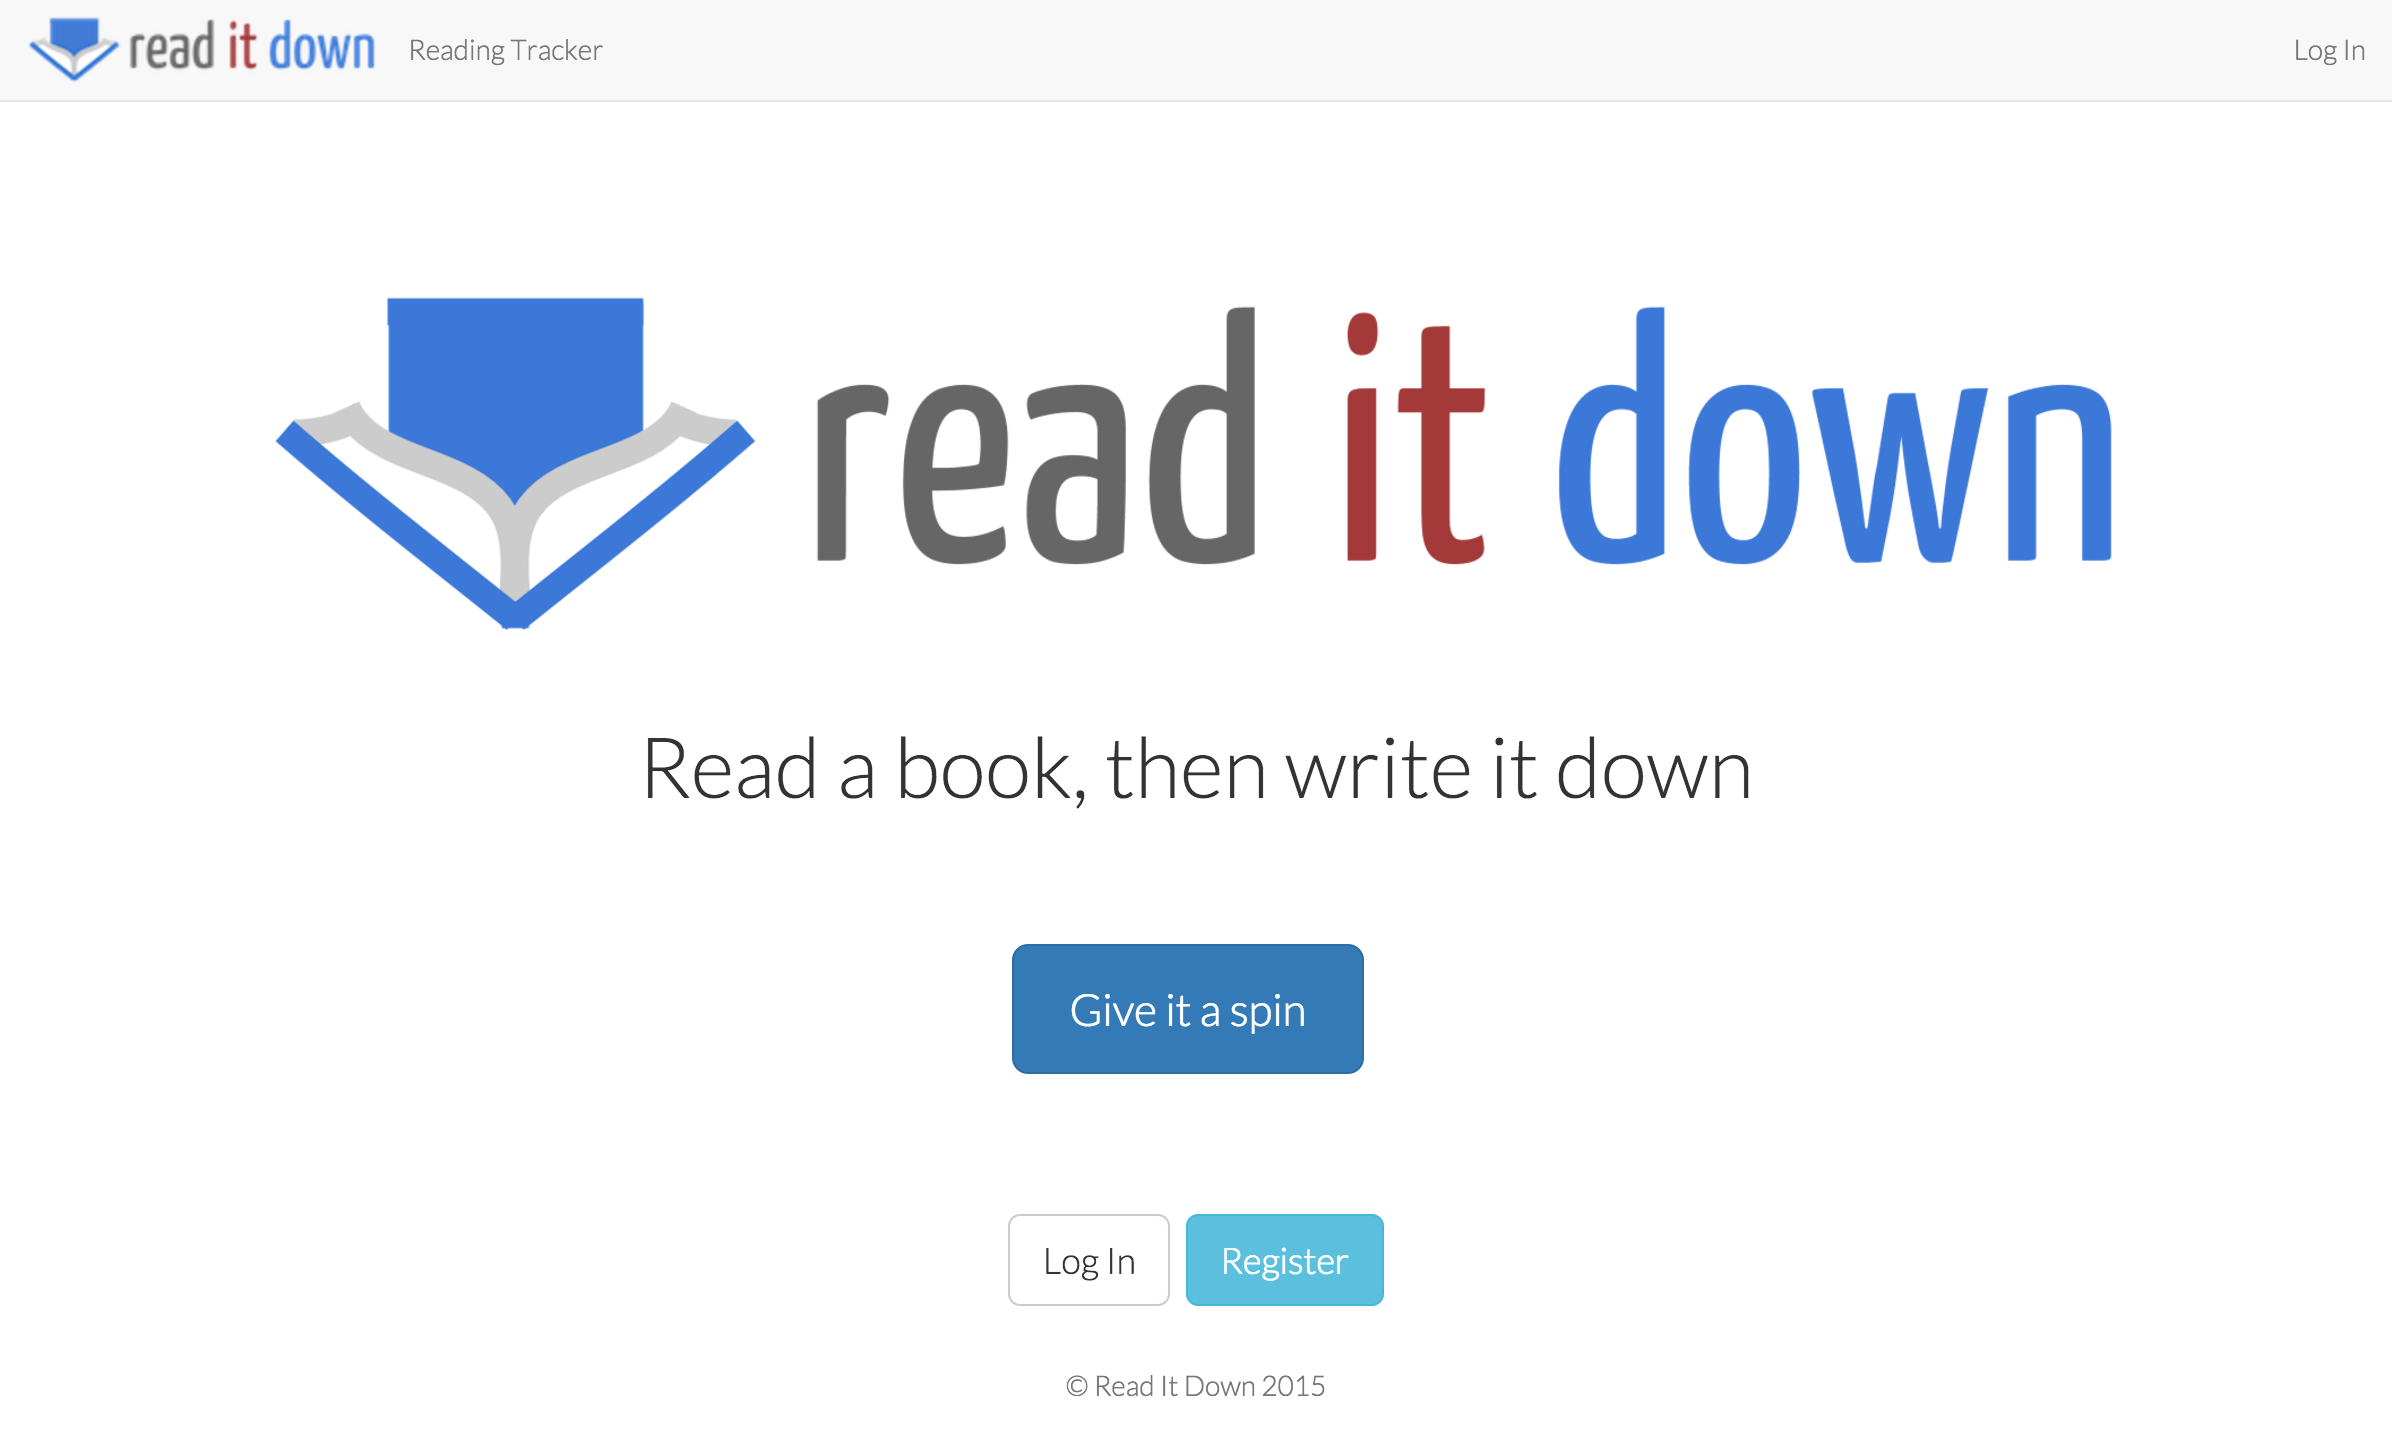 read it down Reading Tracker Log In
read it down
Read a book, then write it down
Give it a spin
Log In Register
© Read It Down 2015